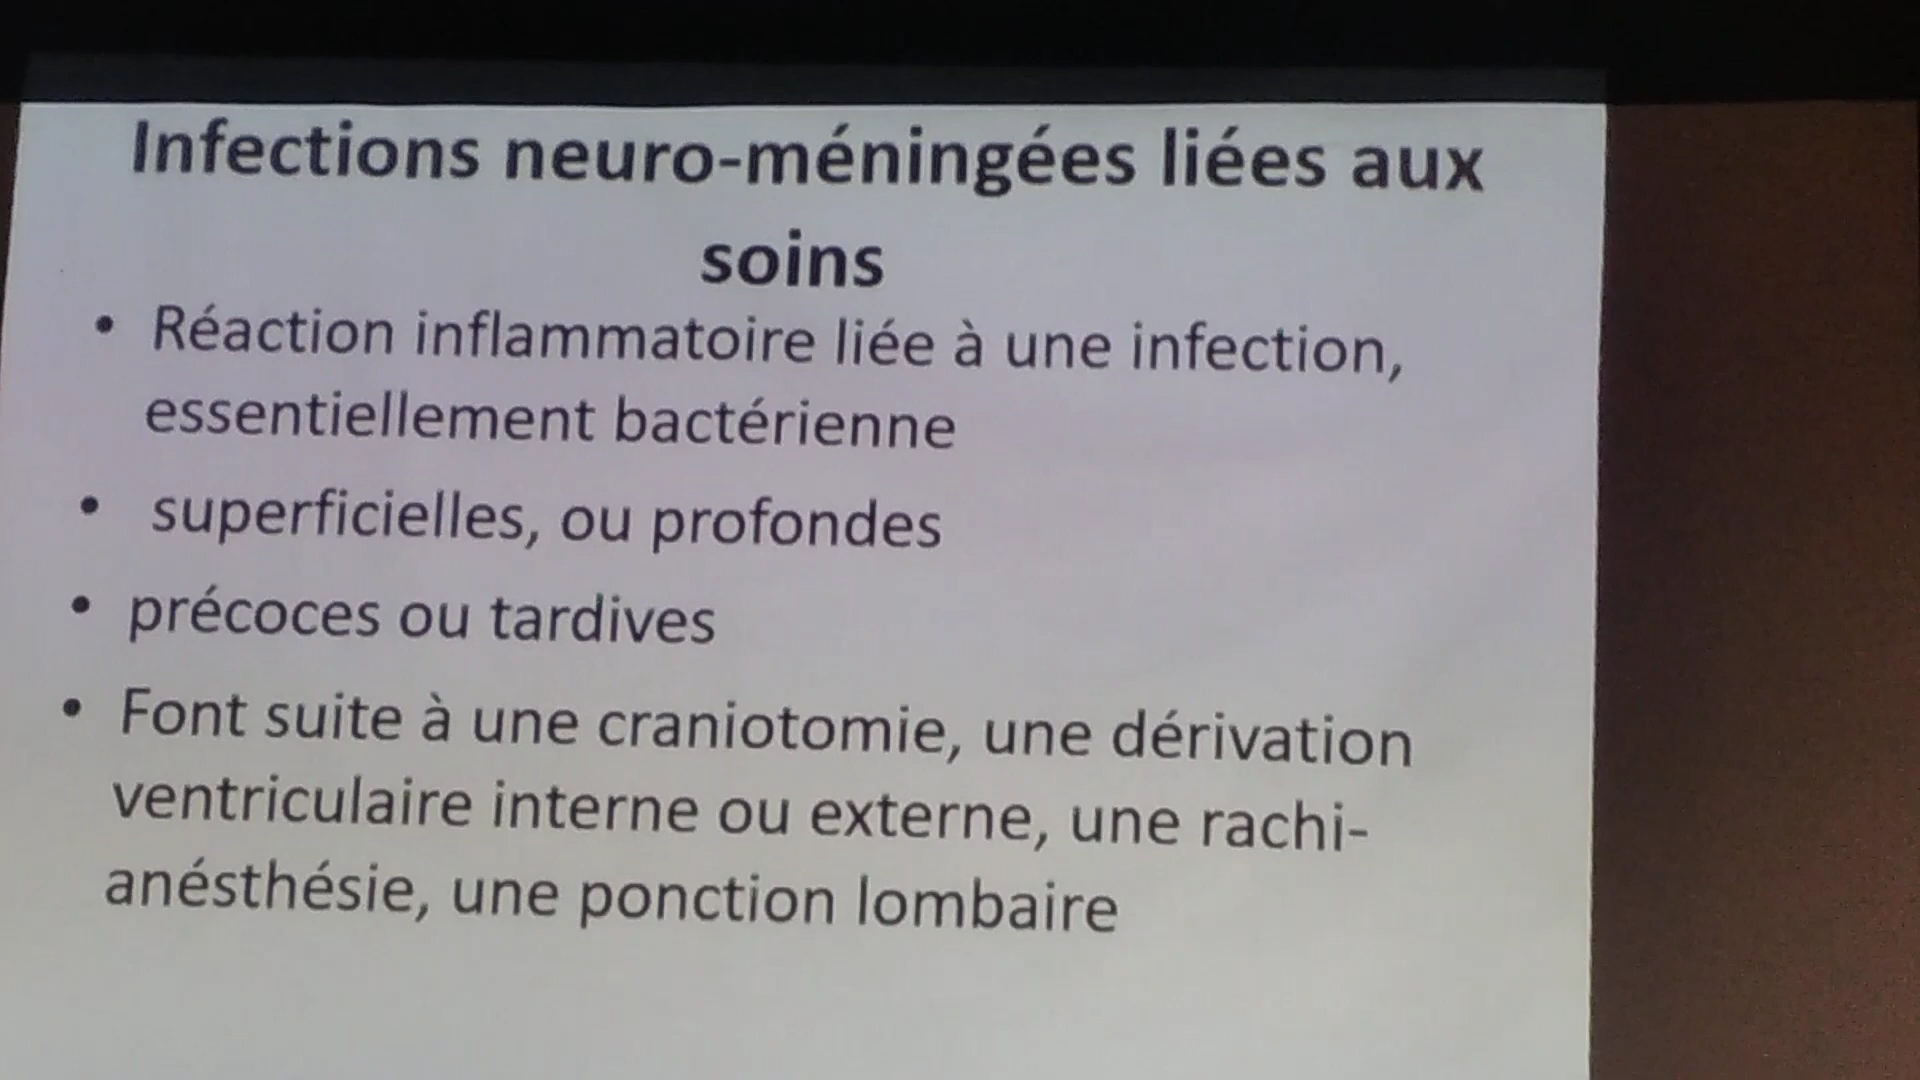 Infections neuro-méningées liées aux
soins
• Réaction inflammatoire liée à une infection,
essentiellement bactérienne
• superficielles, ou profondes
• précoces ou tardives
• Font suite à une craniotomie, une dérivation
ventriculaire interne ou externe, une rachi-
anésthésie, une ponction lombaire